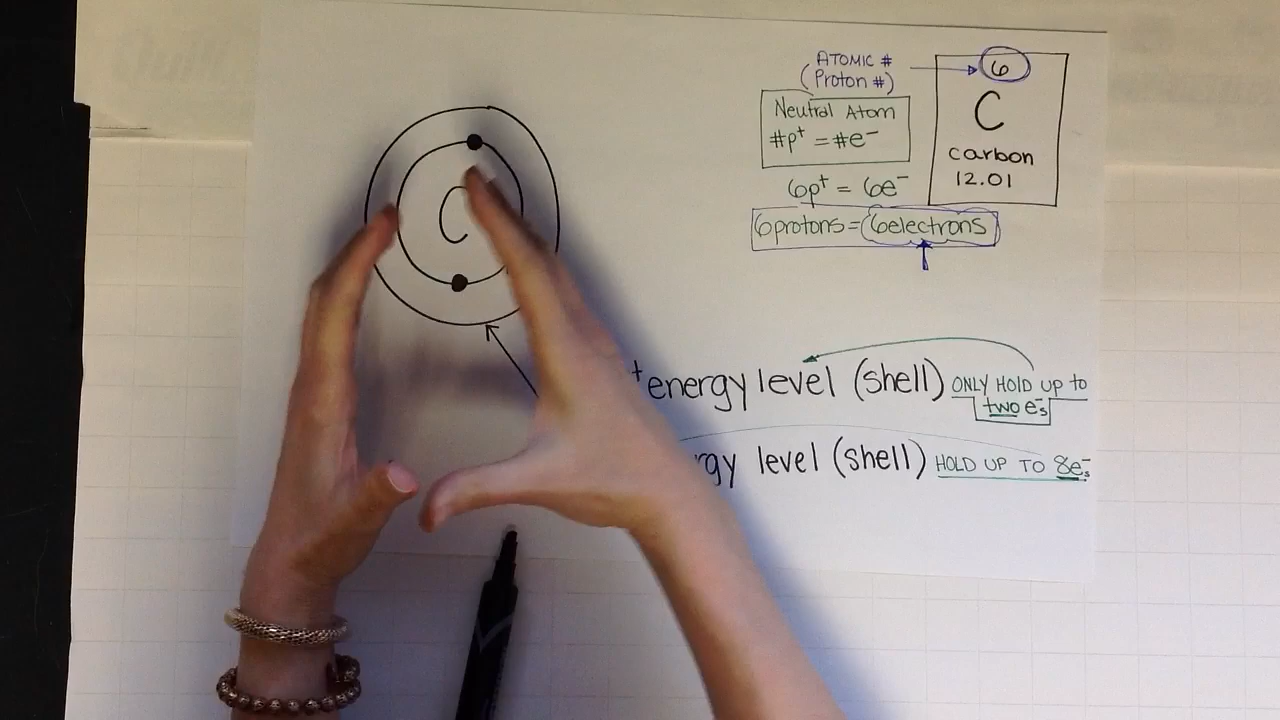 ATOMIC #
(Proton #)
6
C
carbon
12.01
Neutral Atom
#p⁺ = #e⁻
6p⁺ = 6e⁻
6protons = 6electrons
C
energy level (shell) ONLY HOLD UP to
two e⁻s
level (shell) HOLD UP TO 8e⁻s